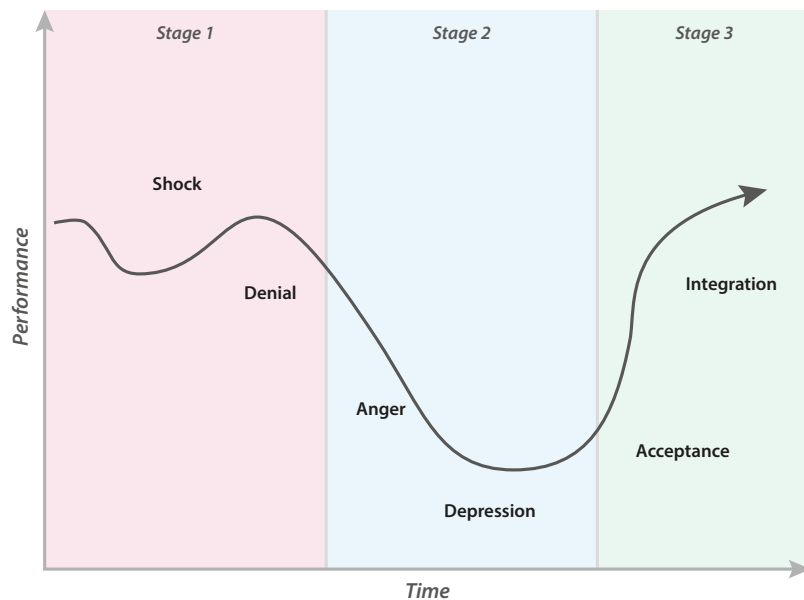 Stage 1
Stage 2
Stage 3
Shock
Denial
Integration
Anger
Acceptance
Depression
Performance
Time